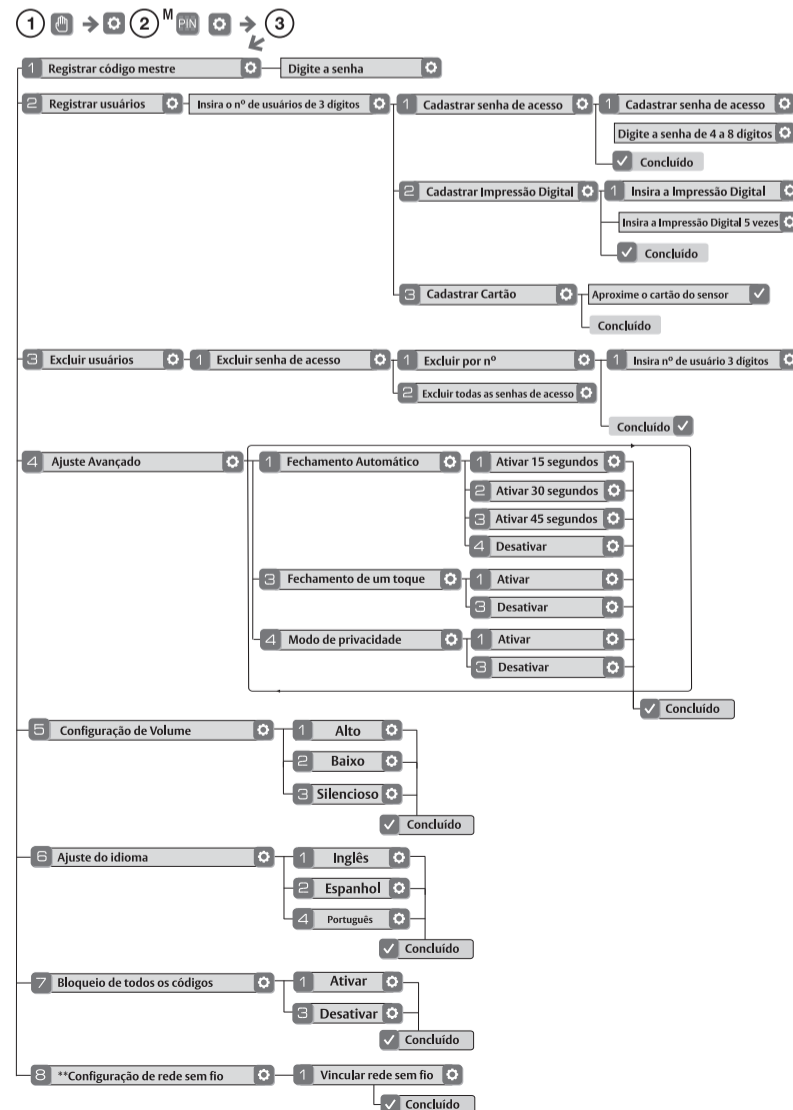 1 2 M PIN 3
1 Registrar código mestre Digite a senha
2 Registrar usuários Insira o nº de usuários de 3 dígitos 1 Cadastrar senha de acesso 1 Cadastrar senha de acesso
Digite a senha de 4 a 8 dígitos
Concluído
2 Cadastrar Impressão Digital 1 Insira a Impressão Digital
Insira a Impressão Digital 5 vezes
Concluído
3 Cadastrar Cartão Aproxime o cartão do sensor
Concluído
3 Excluir usuários 1 Excluir senha de acesso 1 Excluir por nº 1 Insira nº de usuário 3 dígitos
2 Excluir todas as senhas de acesso
Concluído
4 Ajuste Avançado 1 Fechamento Automático 1 Ativar 15 segundos
2 Ativar 30 segundos
3 Ativar 45 segundos
4 Desativar
3 Fechamento de um toque 1 Ativar
3 Desativar
4 Modo de privacidade 1 Ativar
3 Desativar
Concluído
5 Configuração de Volume 1 Alto
2 Baixo
3 Silencioso
Concluído
6 Ajuste do idioma 1 Inglês
2 Espanhol
4 Português
Concluído
7 Bloqueio de todos os códigos 1 Ativar
3 Desativar
Concluído
8 **Configuração de rede sem fio 1 Vincular rede sem fio
Concluído